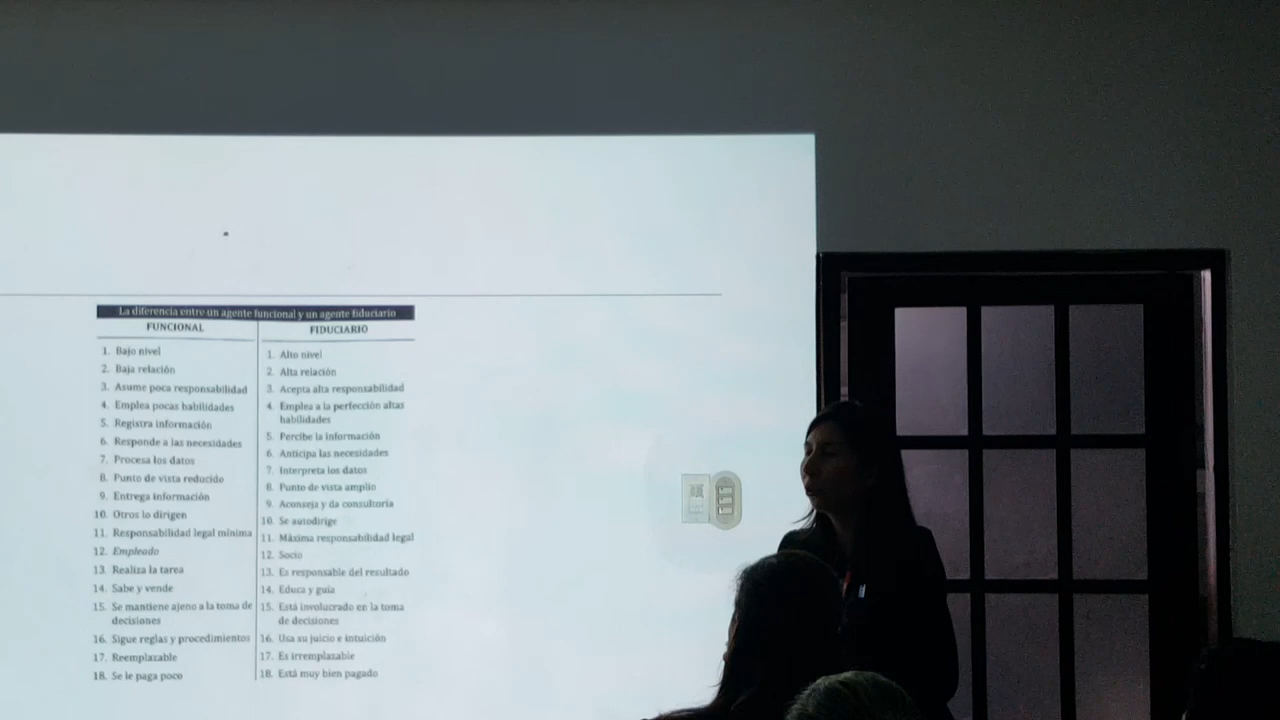 La diferencia entre un agente funcional y un agente fiduciario
FUNCIONAL
1. Bajo nivel
2. Baja relación
3. Asume poca responsabilidad
4. Emplea pocas habilidades
5. Registra información
6. Responde a las necesidades
7. Procesa los datos
8. Punto de vista reducido
9. Entrega información
10. Otros lo dirigen
11. Responsabilidad legal mínima
12. Empleado
13. Realiza la tarea
14. Sabe y vende
15. Se mantiene ajeno a la toma de
decisiones
16. Sigue reglas y procedimientos
17. Reemplazable
18. Se le paga poco
FIDUCIARIO
1. Alto nivel
2. Alta relación
3. Acepta alta responsabilidad
4. Emplea a la perfección altas
habilidades
5. Percibe la información
6. Anticipa las necesidades
7. Interpreta los datos
8. Punto de vista amplio
9. Aconseja y da consultoría
10. Se autodirige
11. Máxima responsabilidad legal
12. Socio
13. Es responsable del resultado
14. Educa y guía
15. Está involucrado en la toma
de decisiones
16. Usa su juicio e intuición
17. Es irremplazable
18. Está muy bien pagado